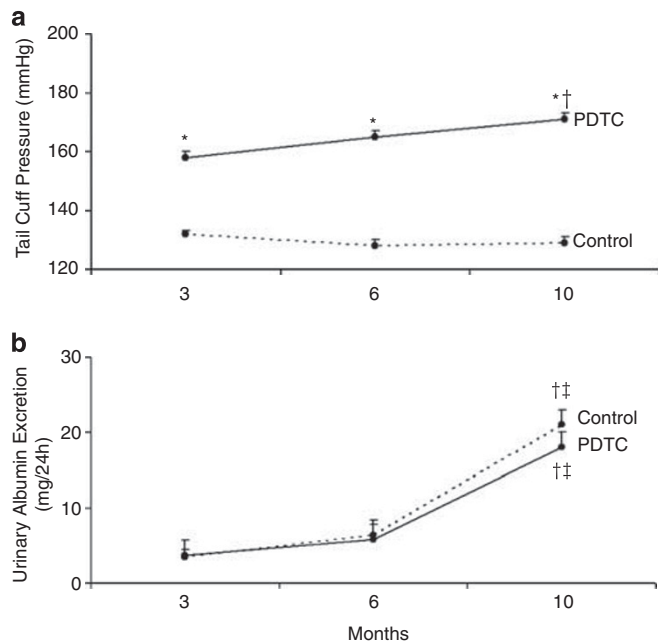 a
Tail Cuff Pressure (mmHg)
200
180
160
140
120
*
*
*†
PDTC
Control
3 6 10
b
Urinary Albumin Excretion
(mg/24h)
30
20
10
0
†‡
Control
PDTC
†‡
3 6 10
Months